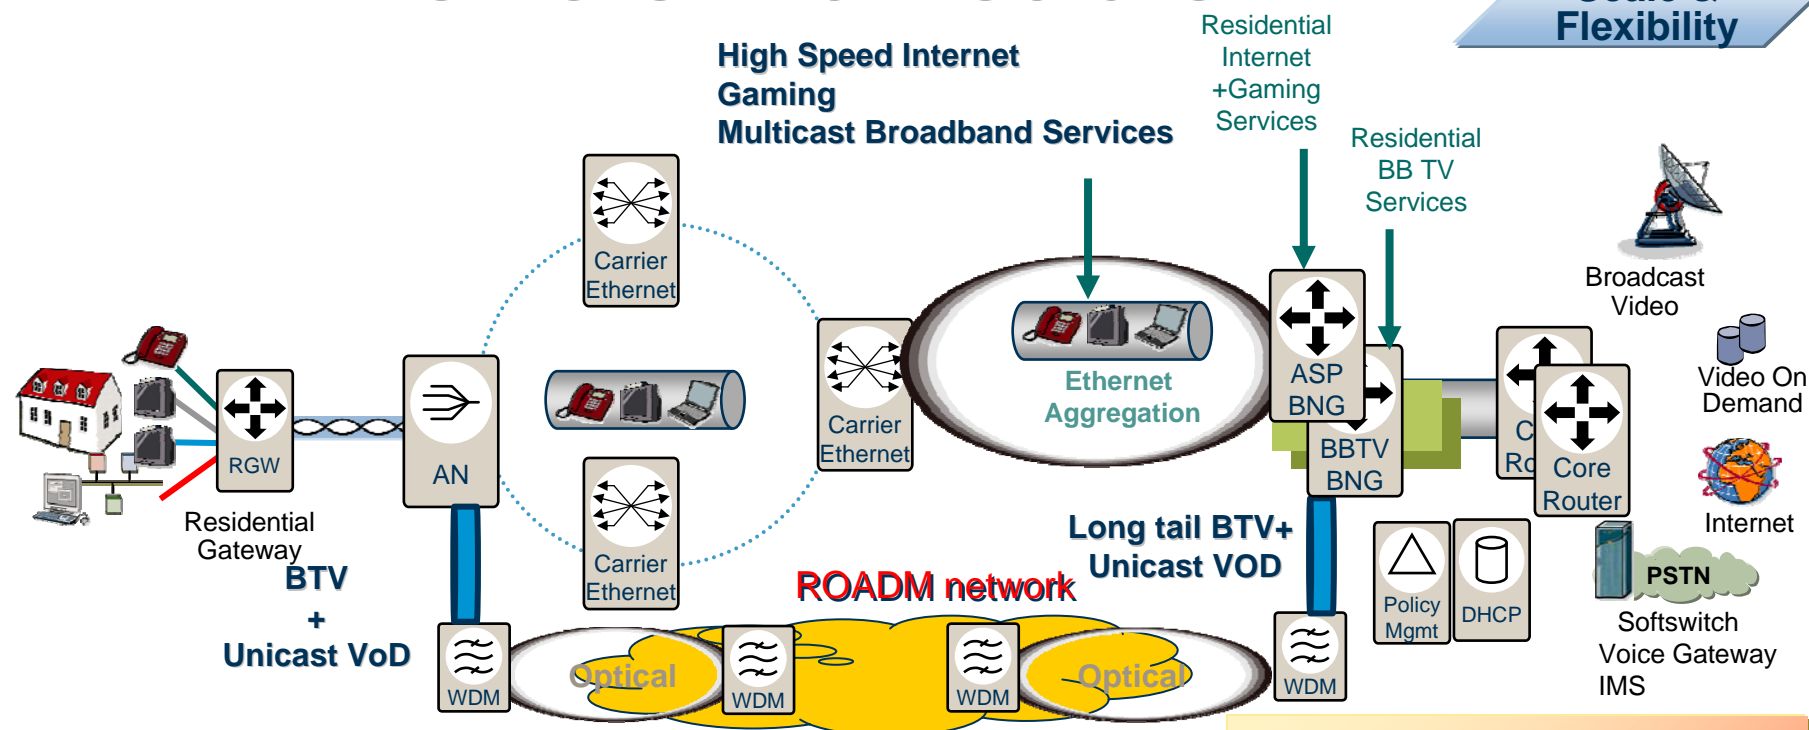 Flexibility
High Speed Internet
Gaming
Multicast Broadband Services
Residential
Internet
+Gaming
Services
Residential
BB TV
Services
Broadcast
Video
Carrier
Ethernet
Carrier
Ethernet
Ethernet
Aggregation
ASP
BNG
BBTV
BNG
Core
Router
Video On
Demand
Internet
RGW
AN
Residential
Gateway
BTV
+
Unicast VoD
Carrier
Ethernet
ROADM network
Long tail BTV+
Unicast VOD
Policy
Mgmt
DHCP
PSTN
Softswitch
Voice Gateway
IMS
WDM
Optical
WDM
WDM
Optical
WDM